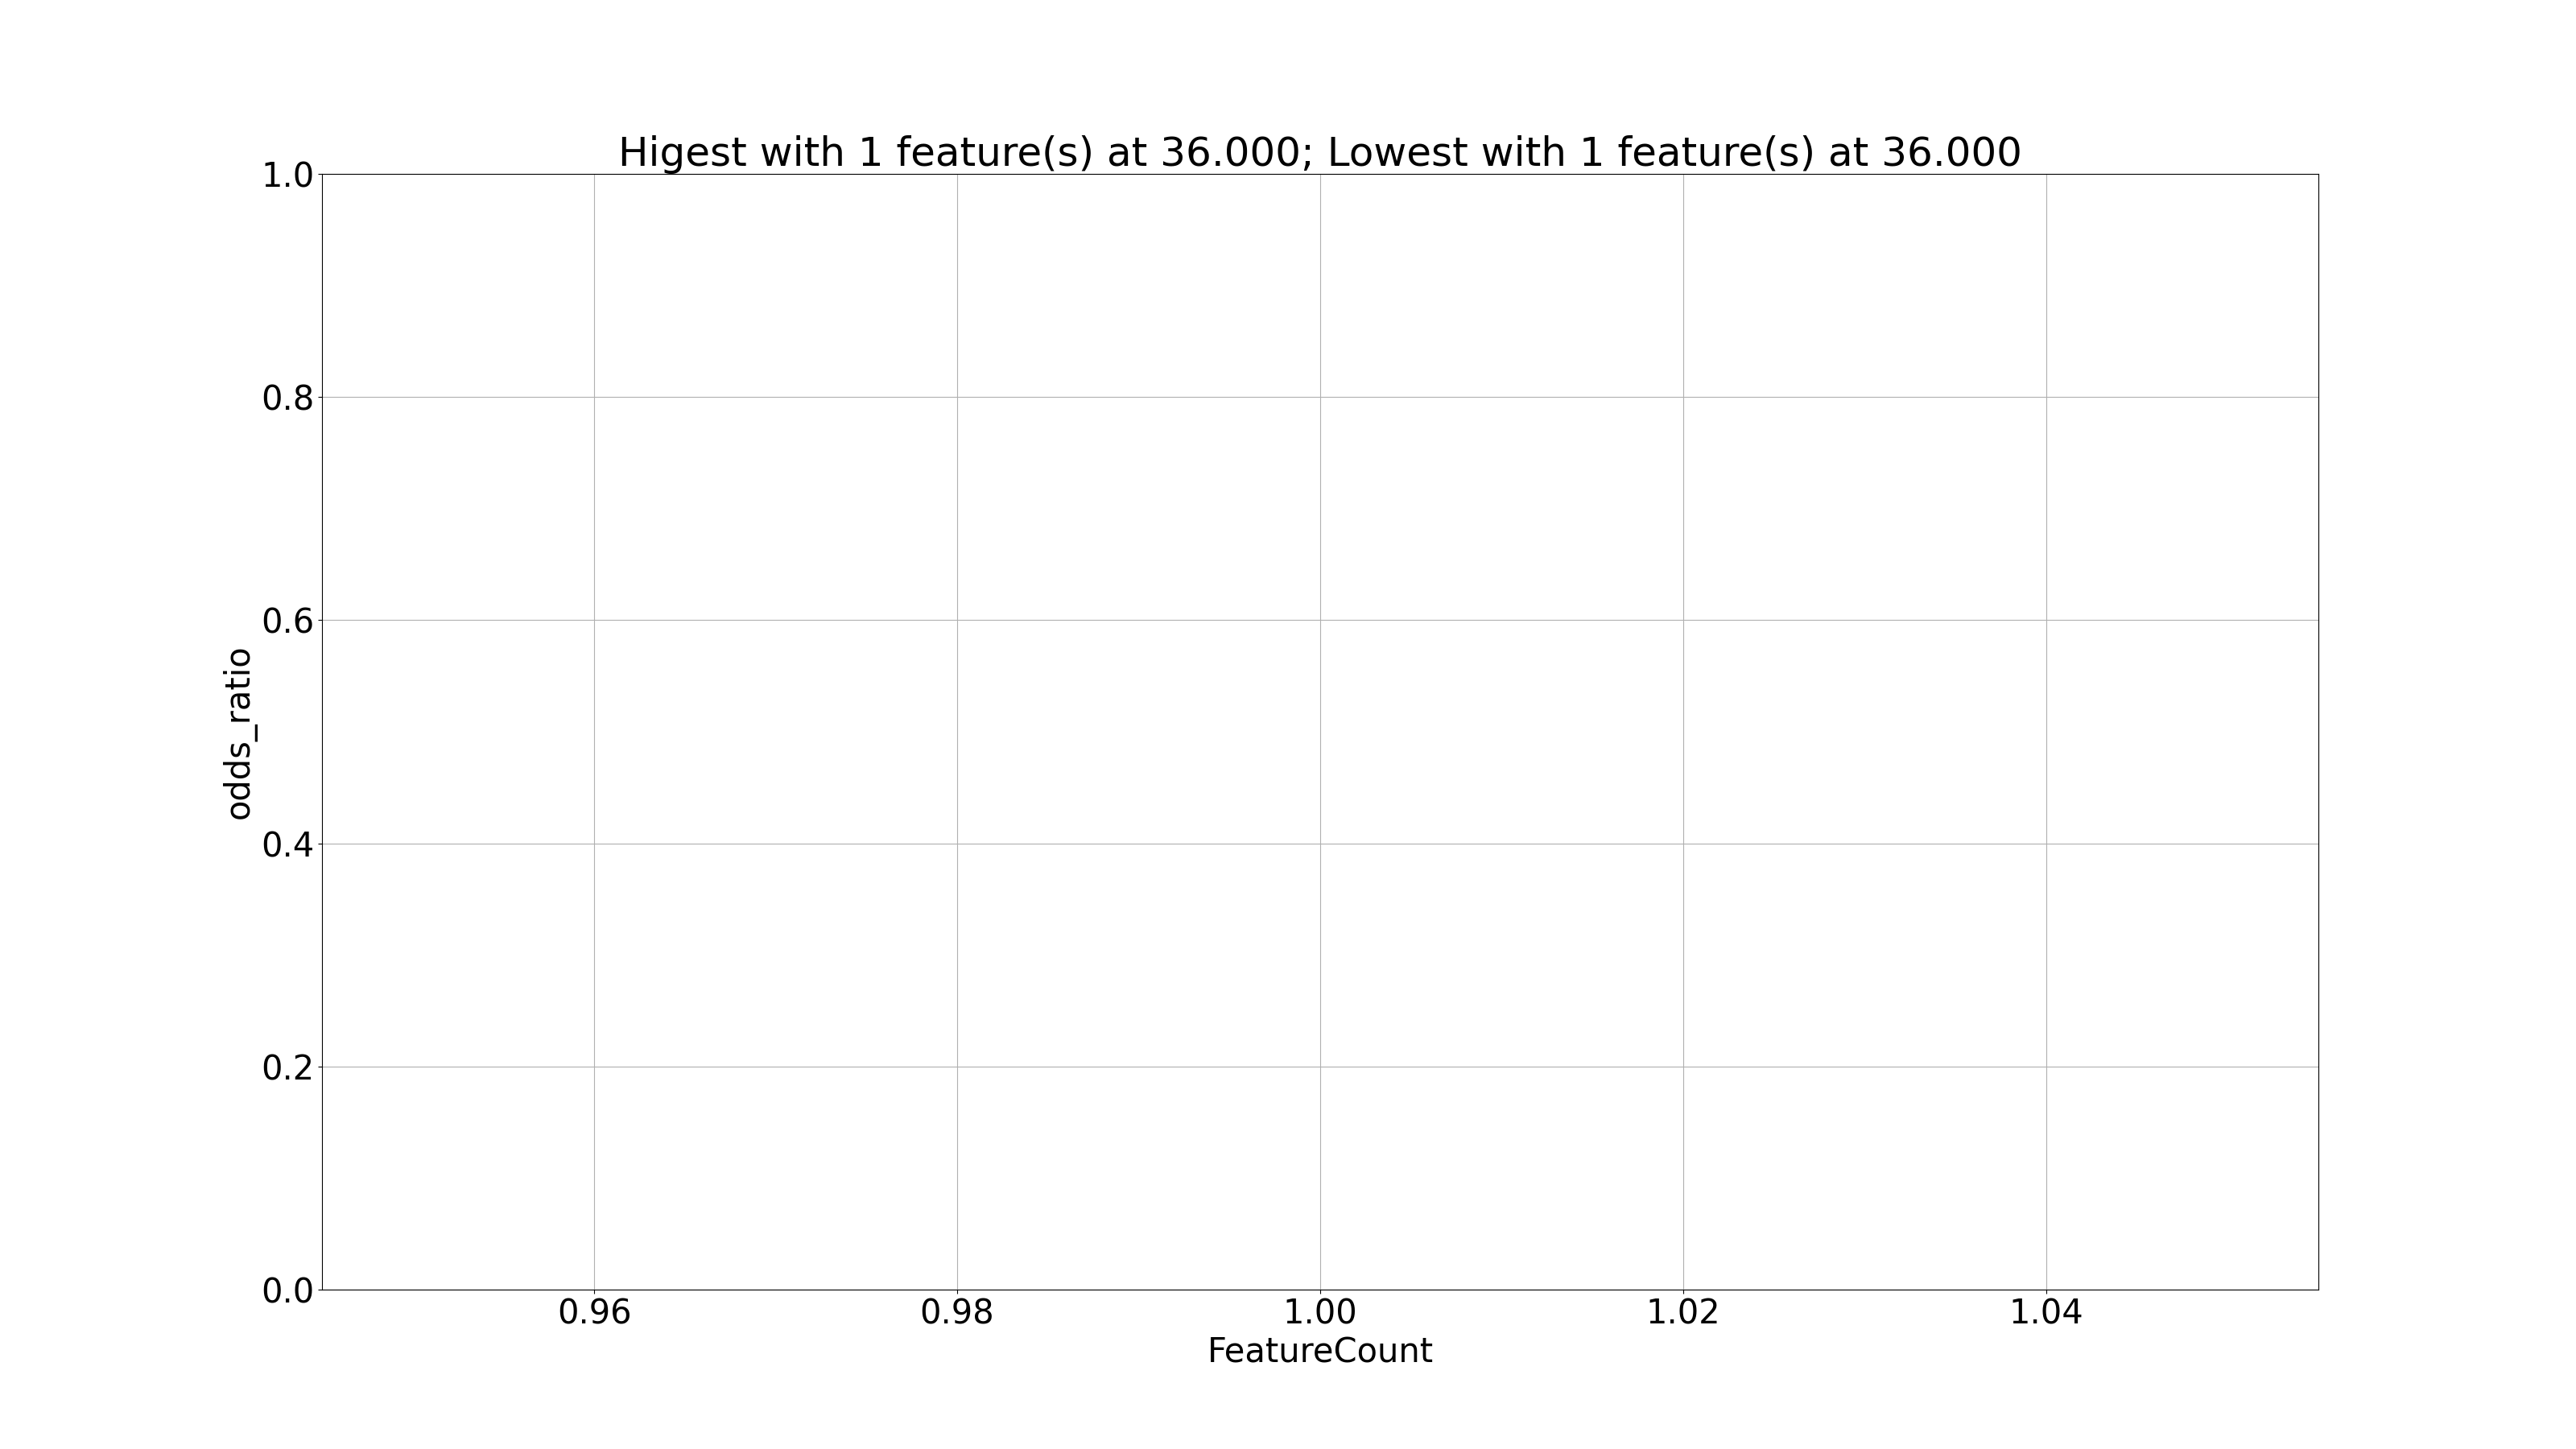 Higest with 1 feature(s) at 36.000; Lowest with 1 feature(s) at 36.000
1.0
0.8
0.6
0.4
0.2
0.0
odds_ratio
0.96 0.98 1.00 1.02 1.04
FeatureCount